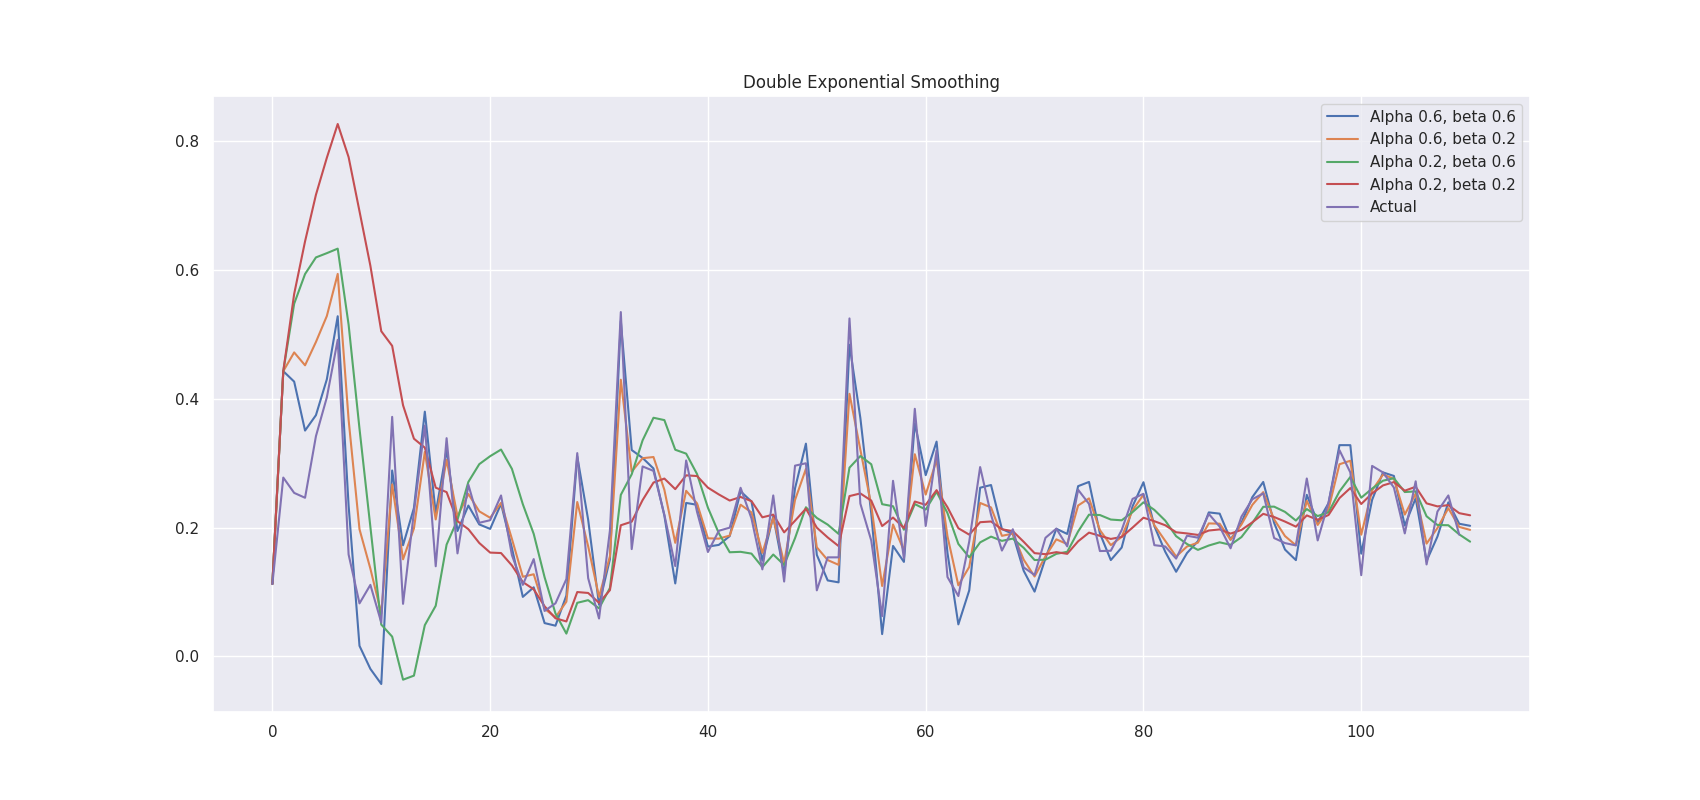 Double Exponential Smoothing
Alpha 0.6, beta 0.6
Alpha 0.6, beta 0.2
Alpha 0.2, beta 0.6
Alpha 0.2, beta 0.2
Actual
0.8
0.6
0.4
0.2
0.0
0 20 40 60 80 100